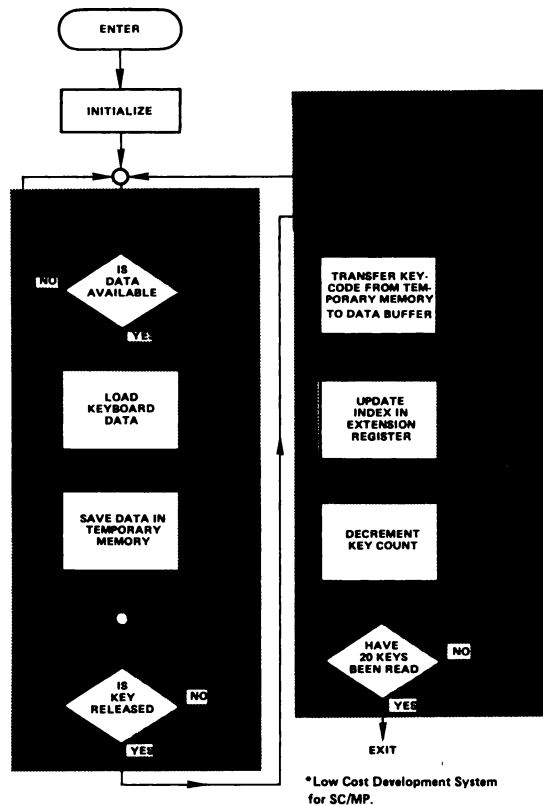 ENTER
INITIALIZE
IS
DATA
AVAILABLE
NO
YES
LOAD
KEYBOARD
DATA
SAVE DATA IN
TEMPORARY
MEMORY
IS
KEY
RELEASED
NO
YES
TRANSFER KEY-
CODE FROM TEM-
PORARY MEMORY
TO DATA BUFFER
UPDATE
INDEX IN
EXTENSION
REGISTER
DECREMENT
KEY COUNT
HAVE
20 KEYS
BEEN READ
NO
YES
EXIT
*Low Cost Development System
for SC/MP.